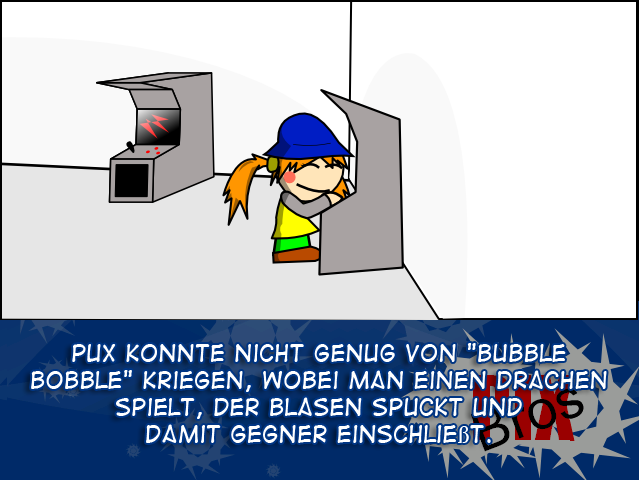 PUX KONNTE NICHT GENUG VON "BUBBLE
BOBBLE" KRIEGEN, WOBEI MAN EINEN DRACHEN
SPIELT, DER BLASEN SPUCKT UND
DAMIT GEGNER EINSCHLIEßT.
Bros